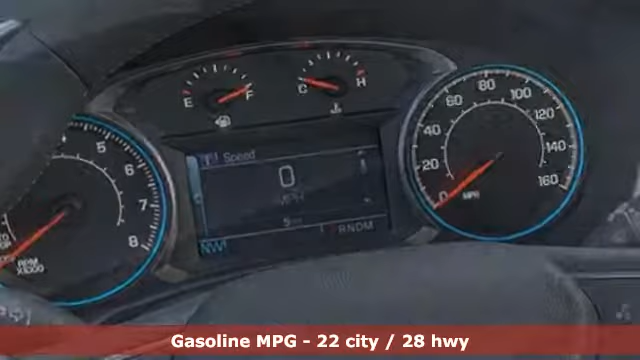 E F
C H
5
6
7
8
RPM
X1000
Speed
0
MPH
NW
RNDM
0 20 40 60 80 100 120 140 160
MPH
Gasoline MPG - 22 city / 28 hwy